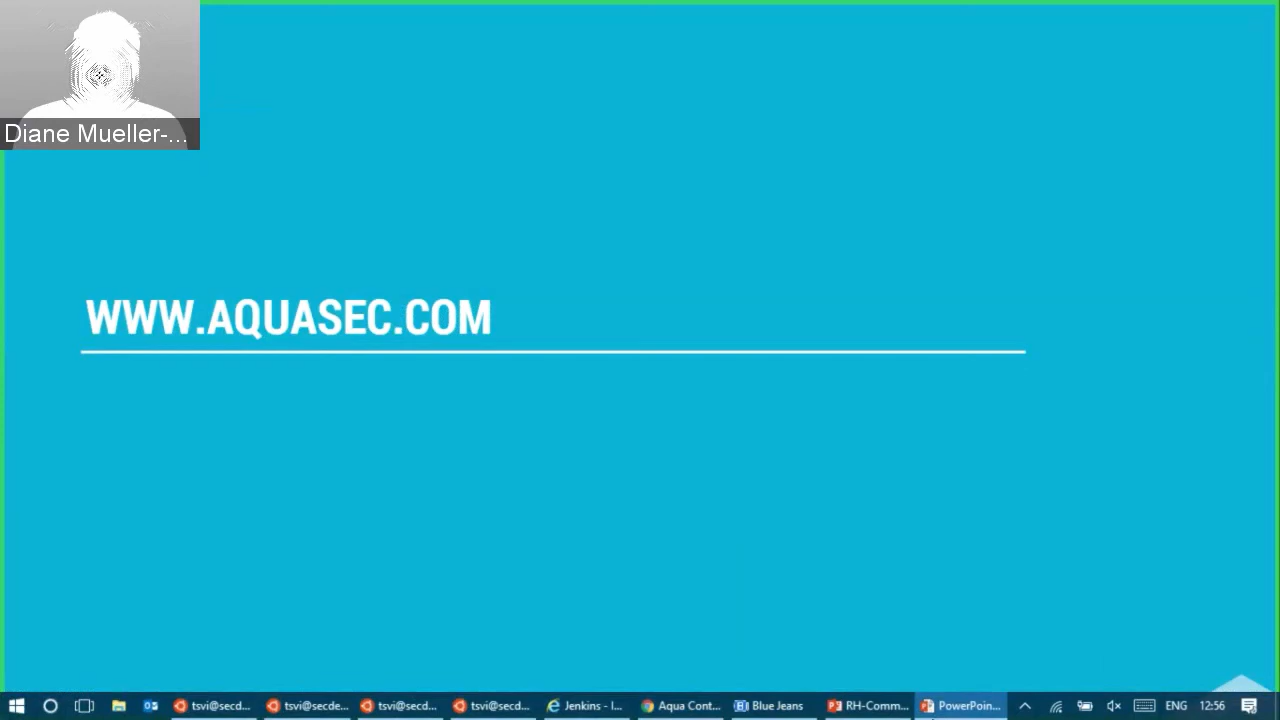 Diane Mueller-...
WWW.AQUASEC.COM
tsvi@secd... tsvi@secde... tsvi@secd... tsvi@secd... Jenkins - I... Aqua Cont... Blue Jeans RH-Comm... PowerPoin... ENG 12:56